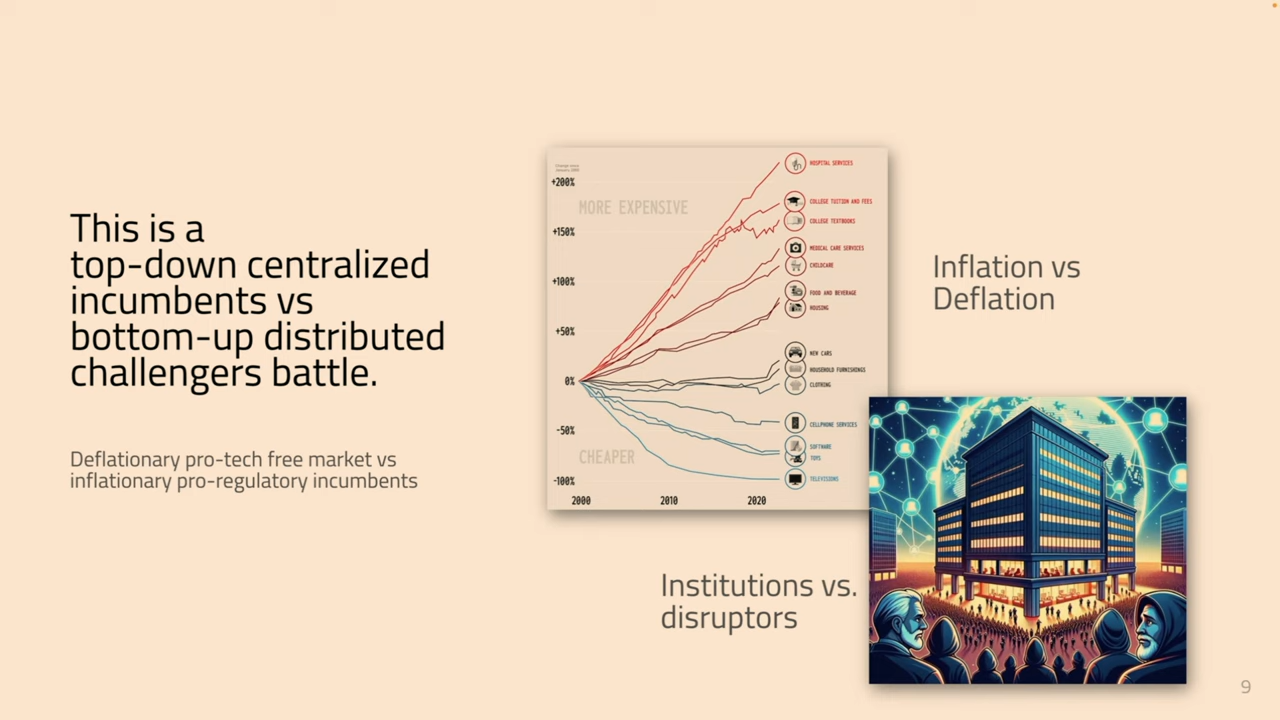 This is a
top-down centralized
incumbents vs
bottom-up distributed
challengers battle.
Deflationary pro-tech free market vs
inflationary pro-regulatory incumbents
+200%
MORE EXPENSIVE
+150%
+100%
+50%
0%
-50%
CHEAPER
-100%
2000 2010 2020
HOSPITAL SERVICES
COLLEGE TUITION AND FEES
COLLEGE TEXTBOOKS
MEDICAL CARE SERVICES
CHILDCARE
FOOD AND BEVERAGE
HOUSING
NEW CARS
HOUSEHOLD FURNISHINGS
CLOTHING
CELLPHONE SERVICES
SOFTWARE
TOYS
TELEVISIONS
Inflation vs
Deflation
Institutions vs.
disruptors
9